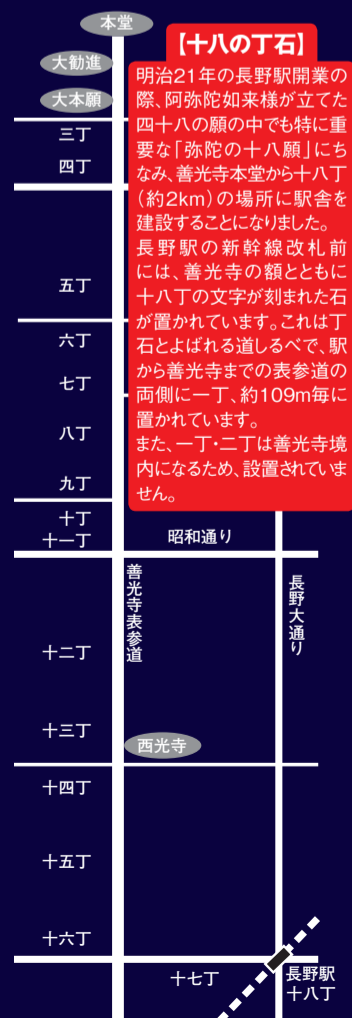 本堂
大勧進
大本願
【十八の丁石】
明治21年の長野駅開業の
際、阿弥陀如来様が立てた
四十八の願の中でも特に重
要な「弥陀の十八願」にち
なみ、善光寺本堂から十八丁
(約2km)の場所に駅舎を
建設することになりました。
長野駅の新幹線改札前
には、善光寺の額とともに
十八丁の文字が刻まれた石
が置かれています。これは丁
石とよばれる道しるべで、駅
から善光寺までの表参道の
両側に一丁、約109m毎に
置かれています。
また、一丁・二丁は善光寺境
内になるため、設置されていま
せん。
三丁
四丁
五丁
六丁
七丁
八丁
九丁
十丁
十一丁
昭和通り
善光寺表参道
長野大通り
十二丁
十三丁
西光寺
十四丁
十五丁
十六丁
十七丁
長野駅
十八丁